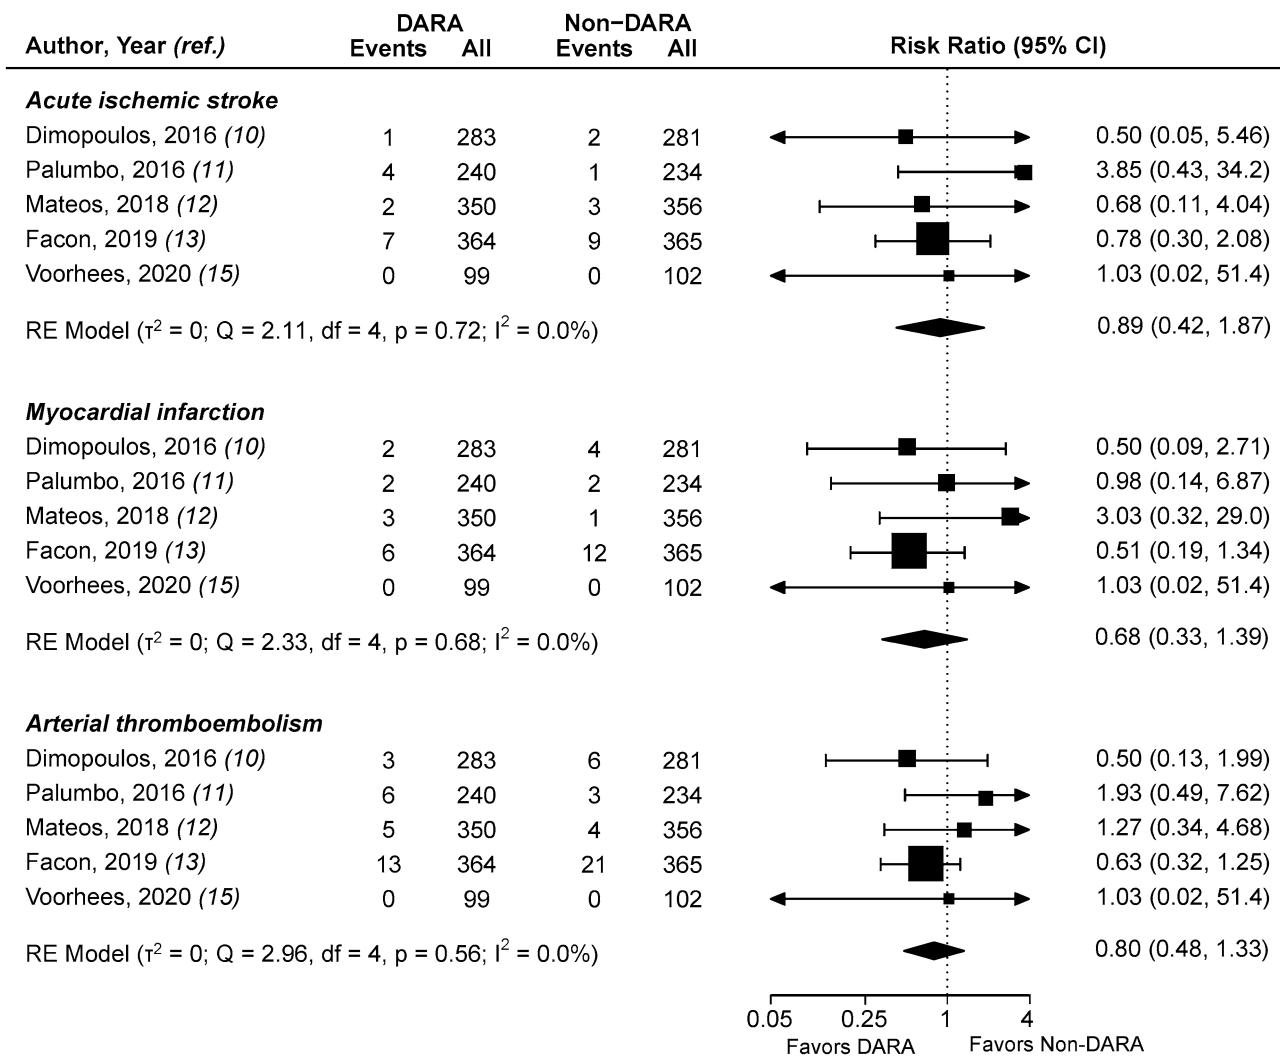 DARA Non−DARA
Author, Year (ref.) Events All Events All Risk Ratio (95% CI)
Acute ischemic stroke
Dimopoulos, 2016 (10) 1 283 2 281 0.50 (0.05, 5.46)
Palumbo, 2016 (11) 4 240 1 234 3.85 (0.43, 34.2)
Mateos, 2018 (12) 2 350 3 356 0.68 (0.11, 4.04)
Facon, 2019 (13) 7 364 9 365 0.78 (0.30, 2.08)
Voorhees, 2020 (15) 0 99 0 102 1.03 (0.02, 51.4)
RE Model (τ² = 0; Q = 2.11, df = 4, p = 0.72; I² = 0.0%) 0.89 (0.42, 1.87)
Myocardial infarction
Dimopoulos, 2016 (10) 2 283 4 281 0.50 (0.09, 2.71)
Palumbo, 2016 (11) 2 240 2 234 0.98 (0.14, 6.87)
Mateos, 2018 (12) 3 350 1 356 3.03 (0.32, 29.0)
Facon, 2019 (13) 6 364 12 365 0.51 (0.19, 1.34)
Voorhees, 2020 (15) 0 99 0 102 1.03 (0.02, 51.4)
RE Model (τ² = 0; Q = 2.33, df = 4, p = 0.68; I² = 0.0%) 0.68 (0.33, 1.39)
Arterial thromboembolism
Dimopoulos, 2016 (10) 3 283 6 281 0.50 (0.13, 1.99)
Palumbo, 2016 (11) 6 240 3 234 1.93 (0.49, 7.62)
Mateos, 2018 (12) 5 350 4 356 1.27 (0.34, 4.68)
Facon, 2019 (13) 13 364 21 365 0.63 (0.32, 1.25)
Voorhees, 2020 (15) 0 99 0 102 1.03 (0.02, 51.4)
RE Model (τ² = 0; Q = 2.96, df = 4, p = 0.56; I² = 0.0%) 0.80 (0.48, 1.33)
0.05 0.25 1 4
Favors DARA Favors Non-DARA